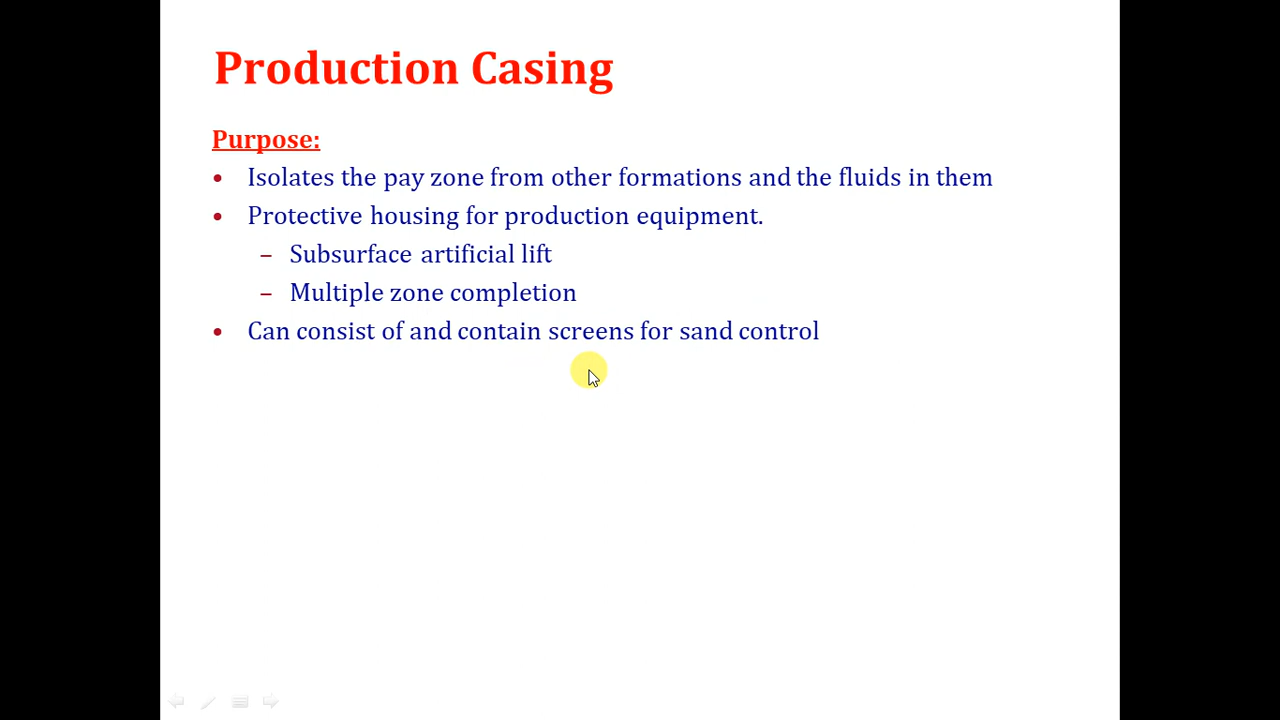 Production Casing
Purpose:
• Isolates the pay zone from other formations and the fluids in them
• Protective housing for production equipment.
– Subsurface artificial lift
– Multiple zone completion
• Can consist of and contain screens for sand control